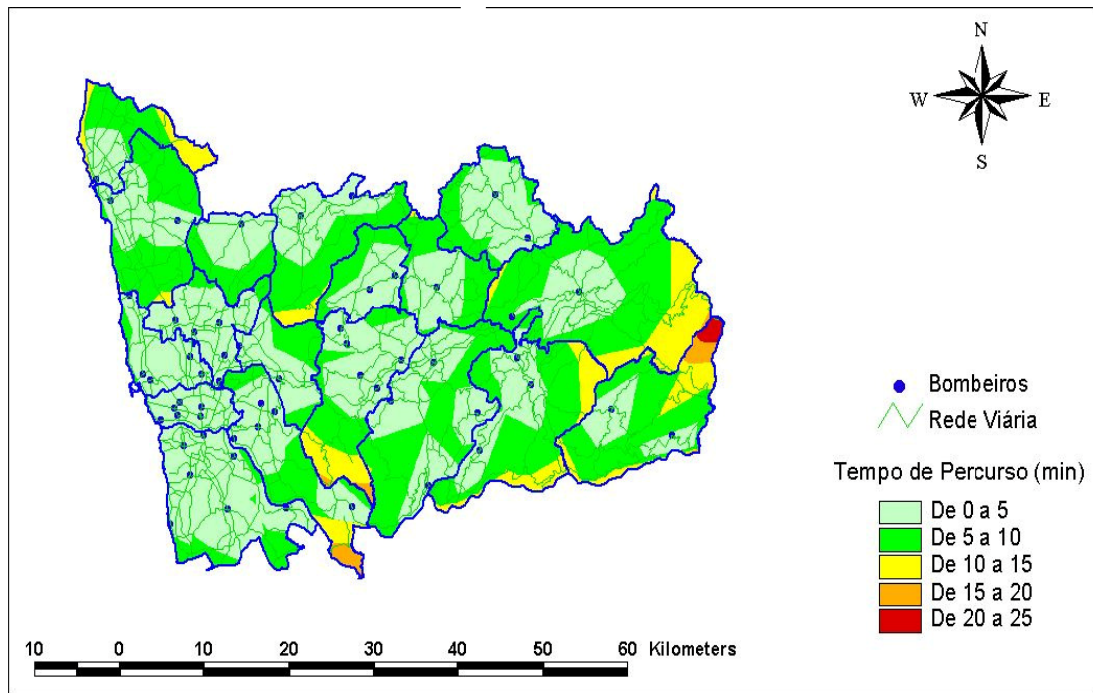 N
W E
S
Bombeiros
Rede Viária
Tempo de Percurso (min)
De 0 a 5
De 5 a 10
De 10 a 15
De 15 a 20
De 20 a 25
10 0 10 20 30 40 50 60 Kilometers